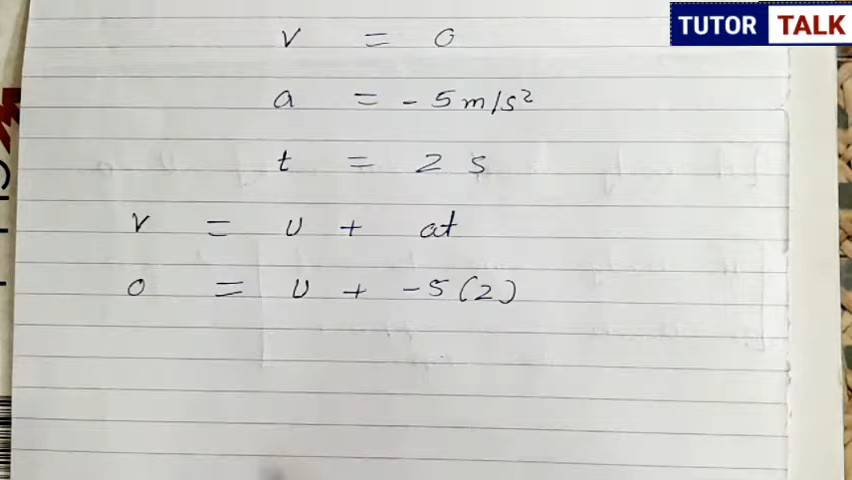 TUTOR TALK
v = 0
a = - 5 m/s²
t = 2 s
v = u + at
0 = u + -5(2)